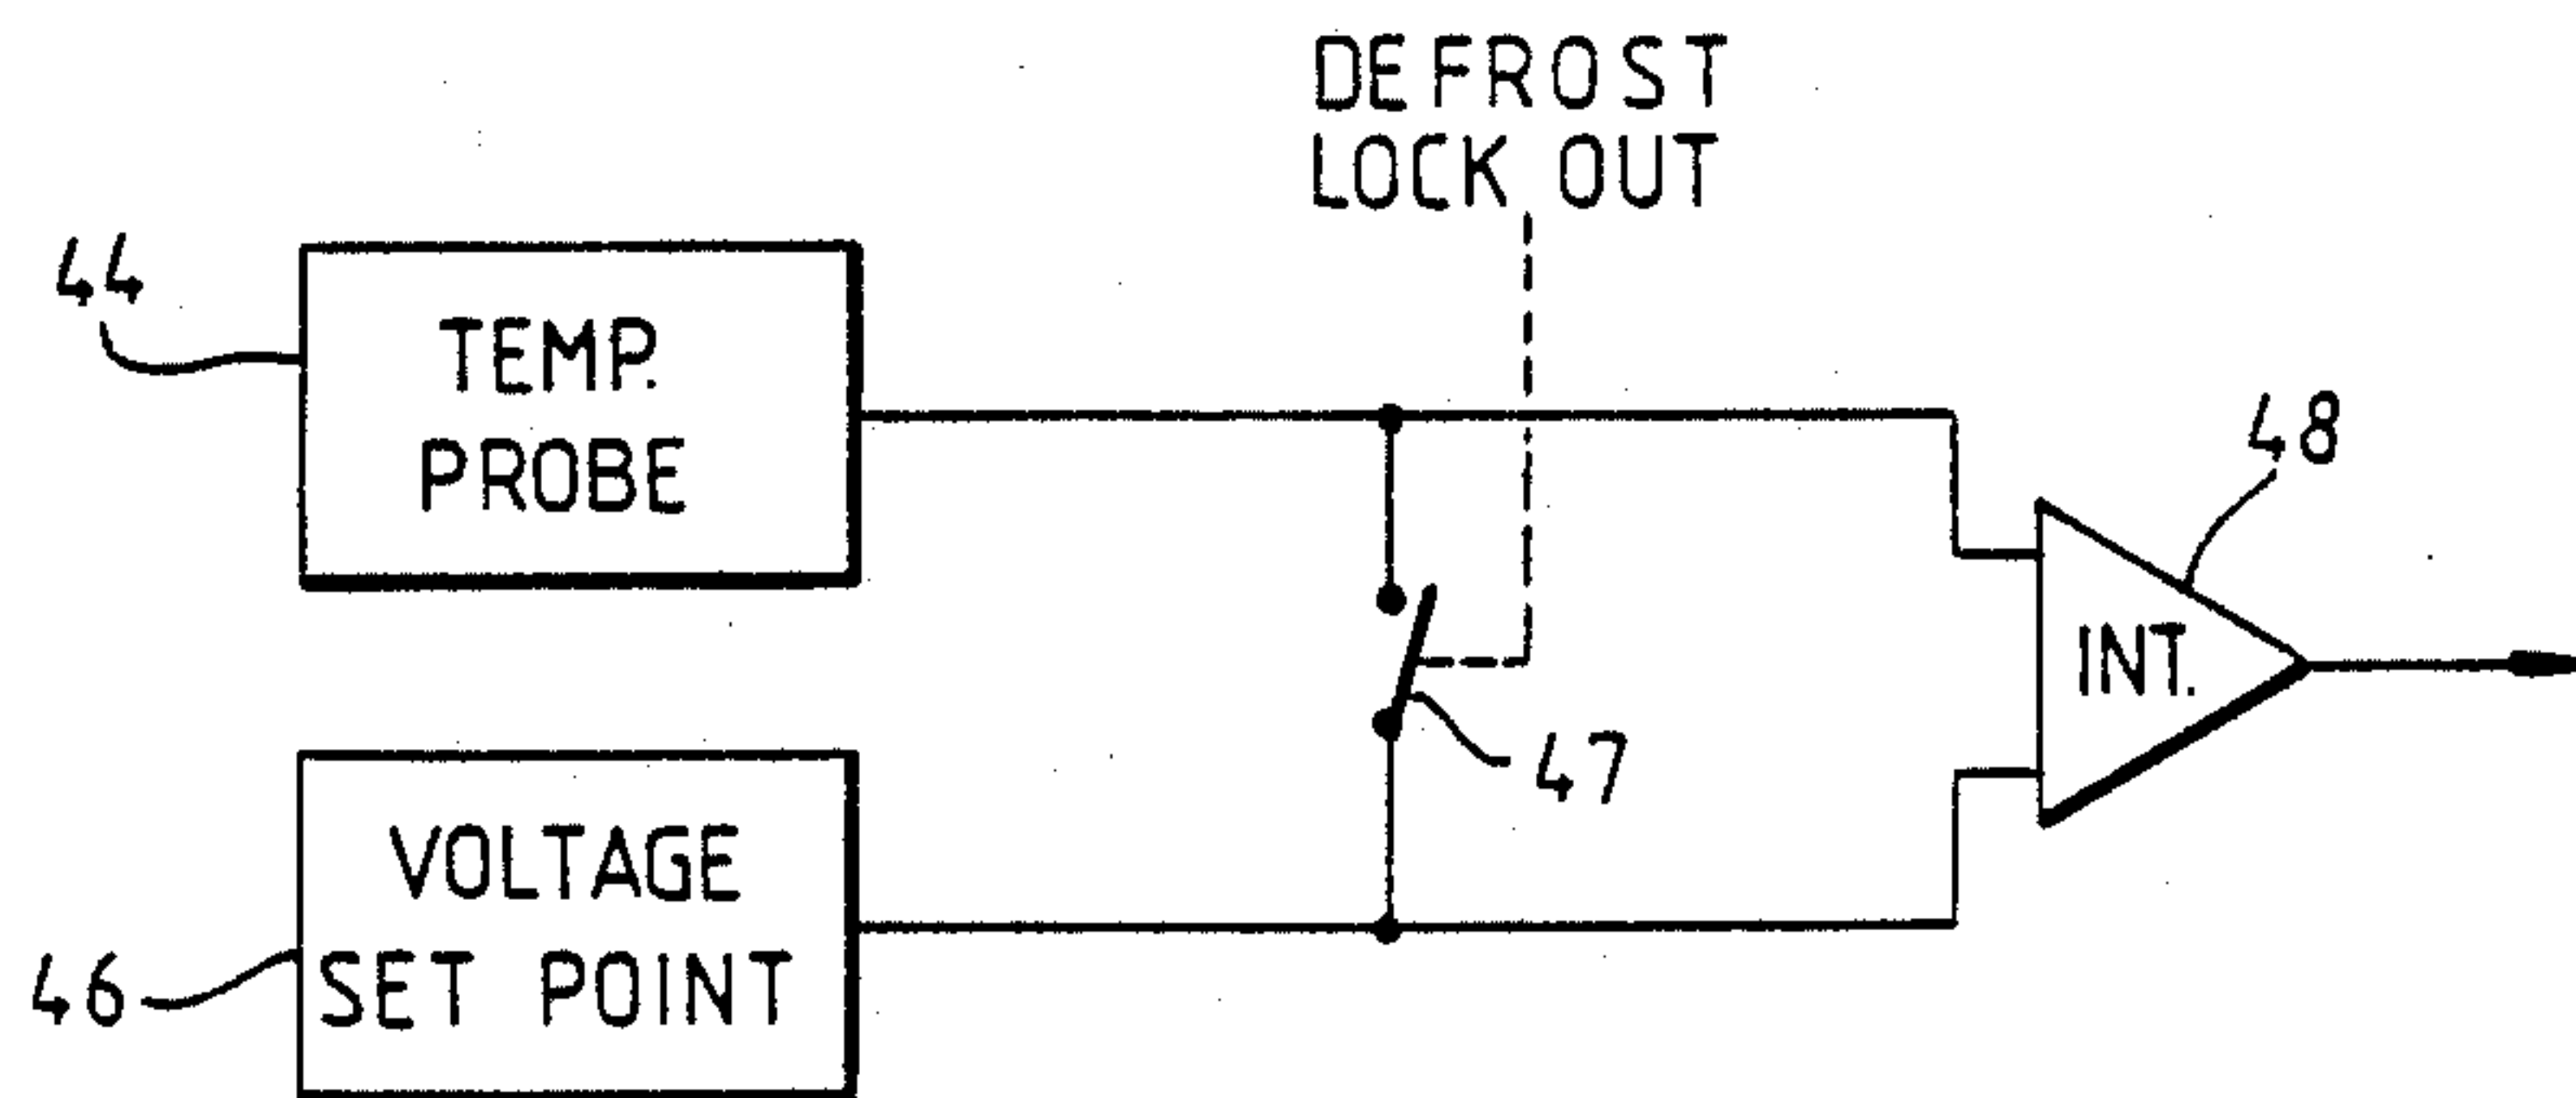 DEFROST
LOCK OUT
44
TEMP.
PROBE
48
INT.
47
VOLTAGE
SET POINT
46